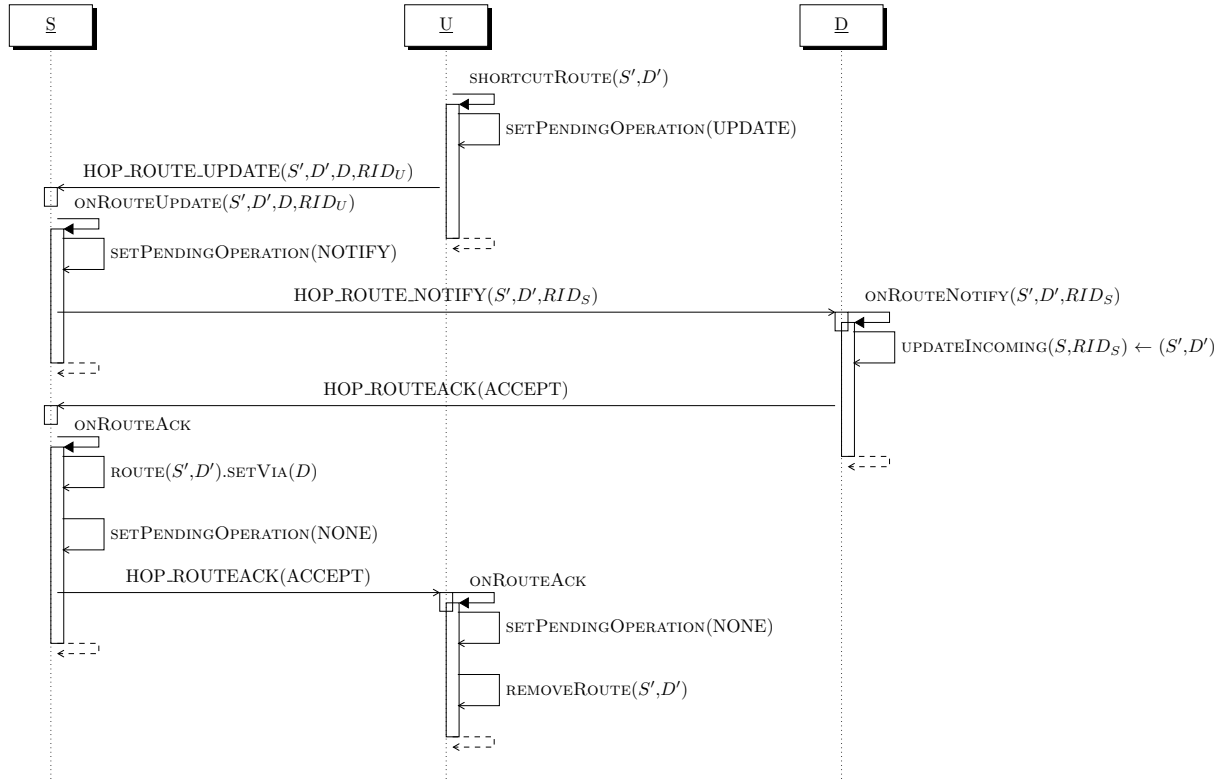 S U D
SHORTCUTROUTE(S′,D′)
SETPENDINGOPERATION(UPDATE)
HOP_ROUTE_UPDATE(S′,D′,D,RID_U)
ONROUTEUPDATE(S′,D′,D,RID_U)
SETPENDINGOPERATION(NOTIFY)
HOP_ROUTE_NOTIFY(S′,D′,RID_S) ONROUTENOTIFY(S′,D′,RID_S)
UPDATEINCOMING(S,RID_S) ← (S′,D′)
HOP_ROUTEACK(ACCEPT)
ONROUTEACK
ROUTE(S′,D′).SETVIA(D)
SETPENDINGOPERATION(NONE)
HOP_ROUTEACK(ACCEPT) ONROUTEACK
SETPENDINGOPERATION(NONE)
REMOVEROUTE(S′,D′)